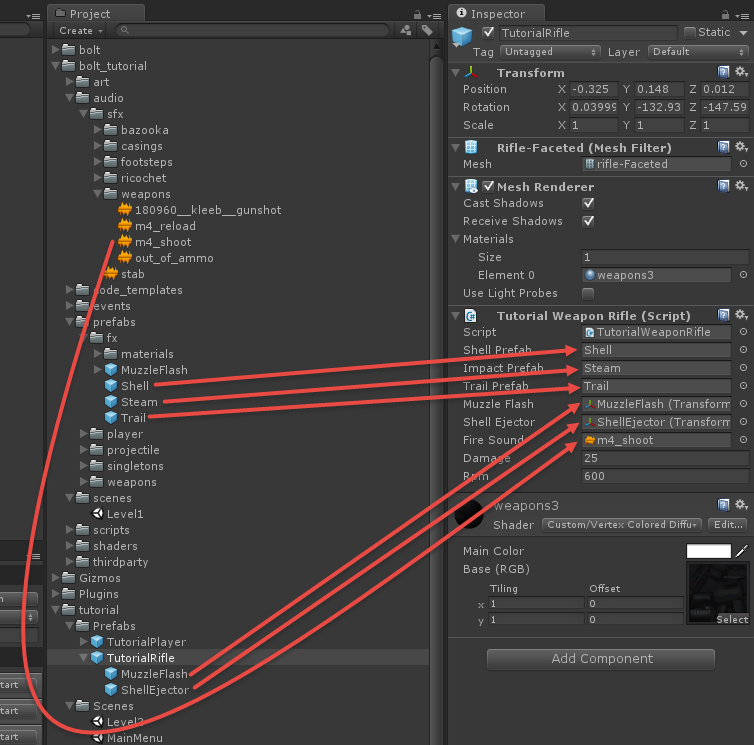 Project
Create
bolt
bolt_tutorial
art
audio
sfx
bazooka
casings
footsteps
ricochet
weapons
180960__kleeb__gunshot
m4_reload
m4_shoot
out_of_ammo
stab
code_templates
events
prefabs
fx
materials
MuzzleFlash
Shell
Steam
Trail
player
projectile
singletons
weapons
scenes
Level1
scripts
shaders
thirdparty
Gizmos
Plugins
tutorial
Prefabs
TutorialPlayer
TutorialRifle
MuzzleFlash
ShellEjector
Scenes
Level2
MainMenu
tart
tart
tart
Inspector
TutorialRifle Static
Tag Untagged Layer Default
Transform
Position X -0.325 Y 0.148 Z 0.012
Rotation X 0.03999 Y -132.93 Z -147.59
Scale X 1 Y 1 Z 1
Rifle-Faceted (Mesh Filter)
Mesh rifle-Faceted
Mesh Renderer
Cast Shadows
Receive Shadows
Materials
Size 1
Element 0 weapons3
Use Light Probes
Tutorial Weapon Rifle (Script)
Script TutorialWeaponRifle
Shell Prefab Shell
Impact Prefab Steam
Trail Prefab Trail
Muzzle Flash MuzzleFlash (Transform
Shell Ejector ShellEjector (Transform
Fire Sound m4_shoot
Damage 25
Rpm 600
weapons3
Shader Custom/Vertex Colored Diffu Edit...
Main Color
Base (RGB)
Tiling Offset
x 1 0
y 1 0
Select
Add Component